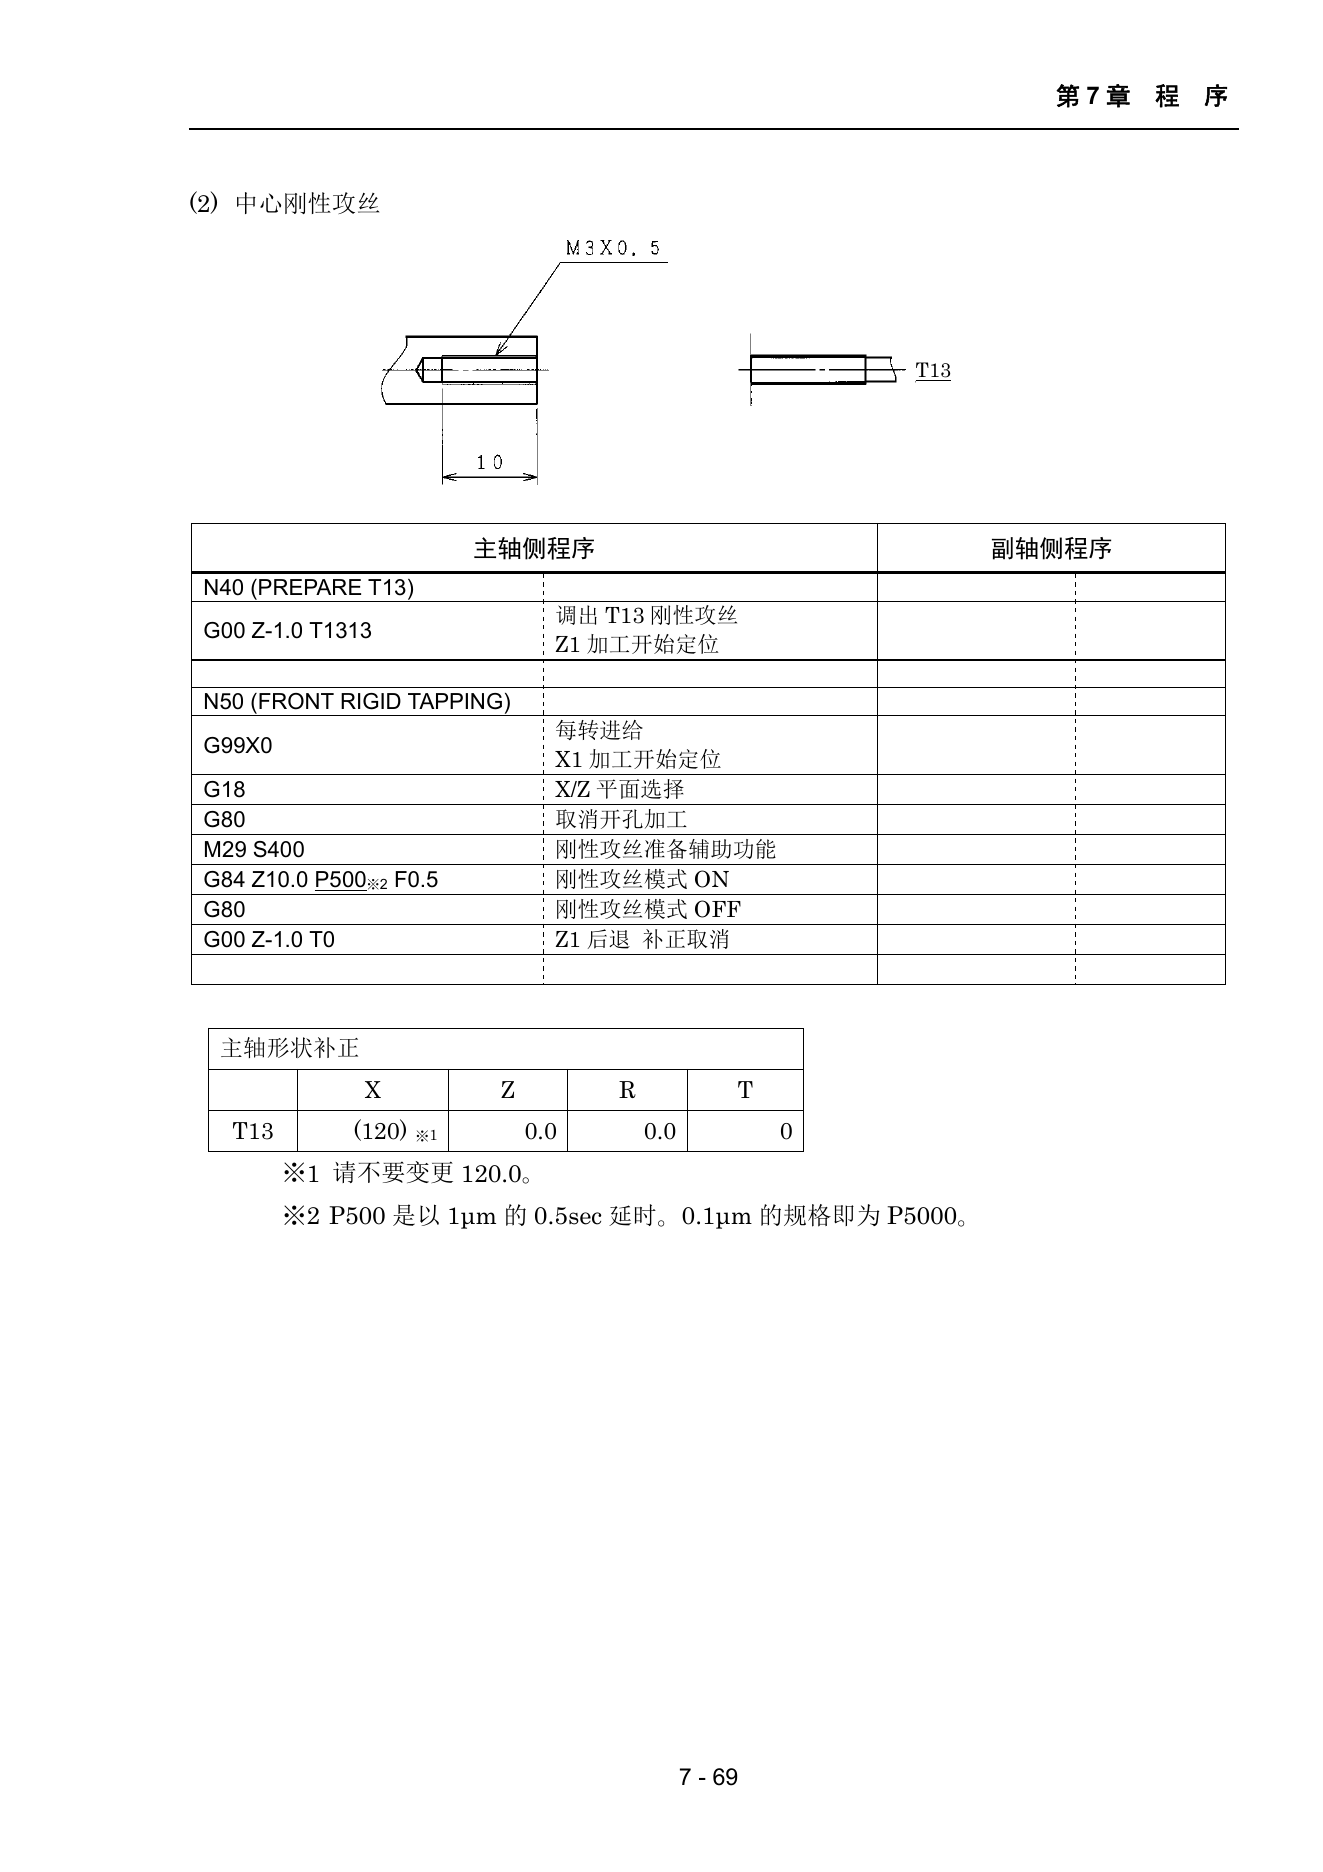 第 7 章　程　序
(2) 中心刚性攻丝
M3X0. 5
T13
10
主轴侧程序 副轴侧程序
N40 (PREPARE T13)
G00 Z-1.0 T1313 调出 T13 刚性攻丝
Z1 加工开始定位
N50 (FRONT RIGID TAPPING)
G99X0 每转进给
X1 加工开始定位
G18 X/Z 平面选择
G80 取消开孔加工
M29 S400 刚性攻丝准备辅助功能
G84 Z10.0 P500※2 F0.5 刚性攻丝模式 ON
G80 刚性攻丝模式 OFF
G00 Z-1.0 T0 Z1 后退 补正取消
主轴形状补正
X Z R T
T13 (120) ※1 0.0 0.0 0
※1 请不要变更 120.0。
※2 P500 是以 1μm 的 0.5sec 延时。0.1μm 的规格即为 P5000。
7 - 69